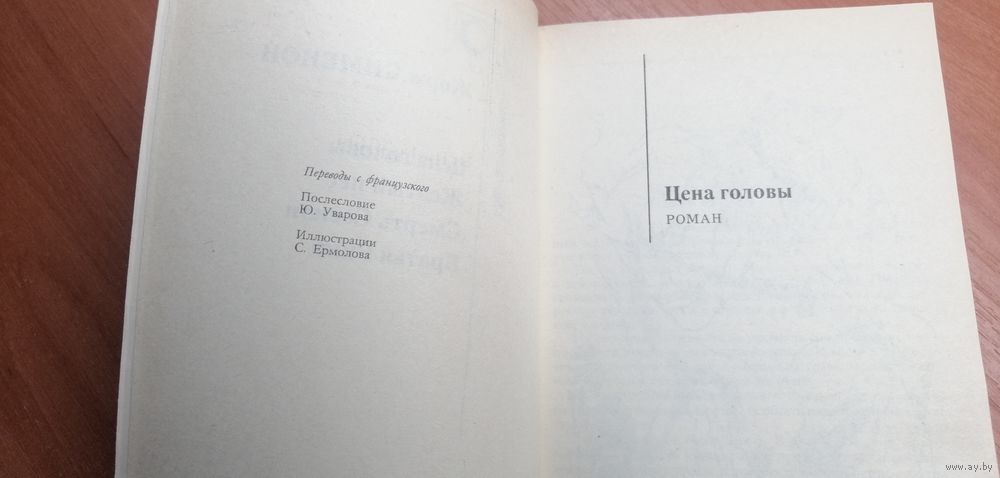 Переводы с французского
Послесловие
Ю. Уварова
Иллюстрации
С. Ермолова
Цена головы
РОМАН
www.ay.by